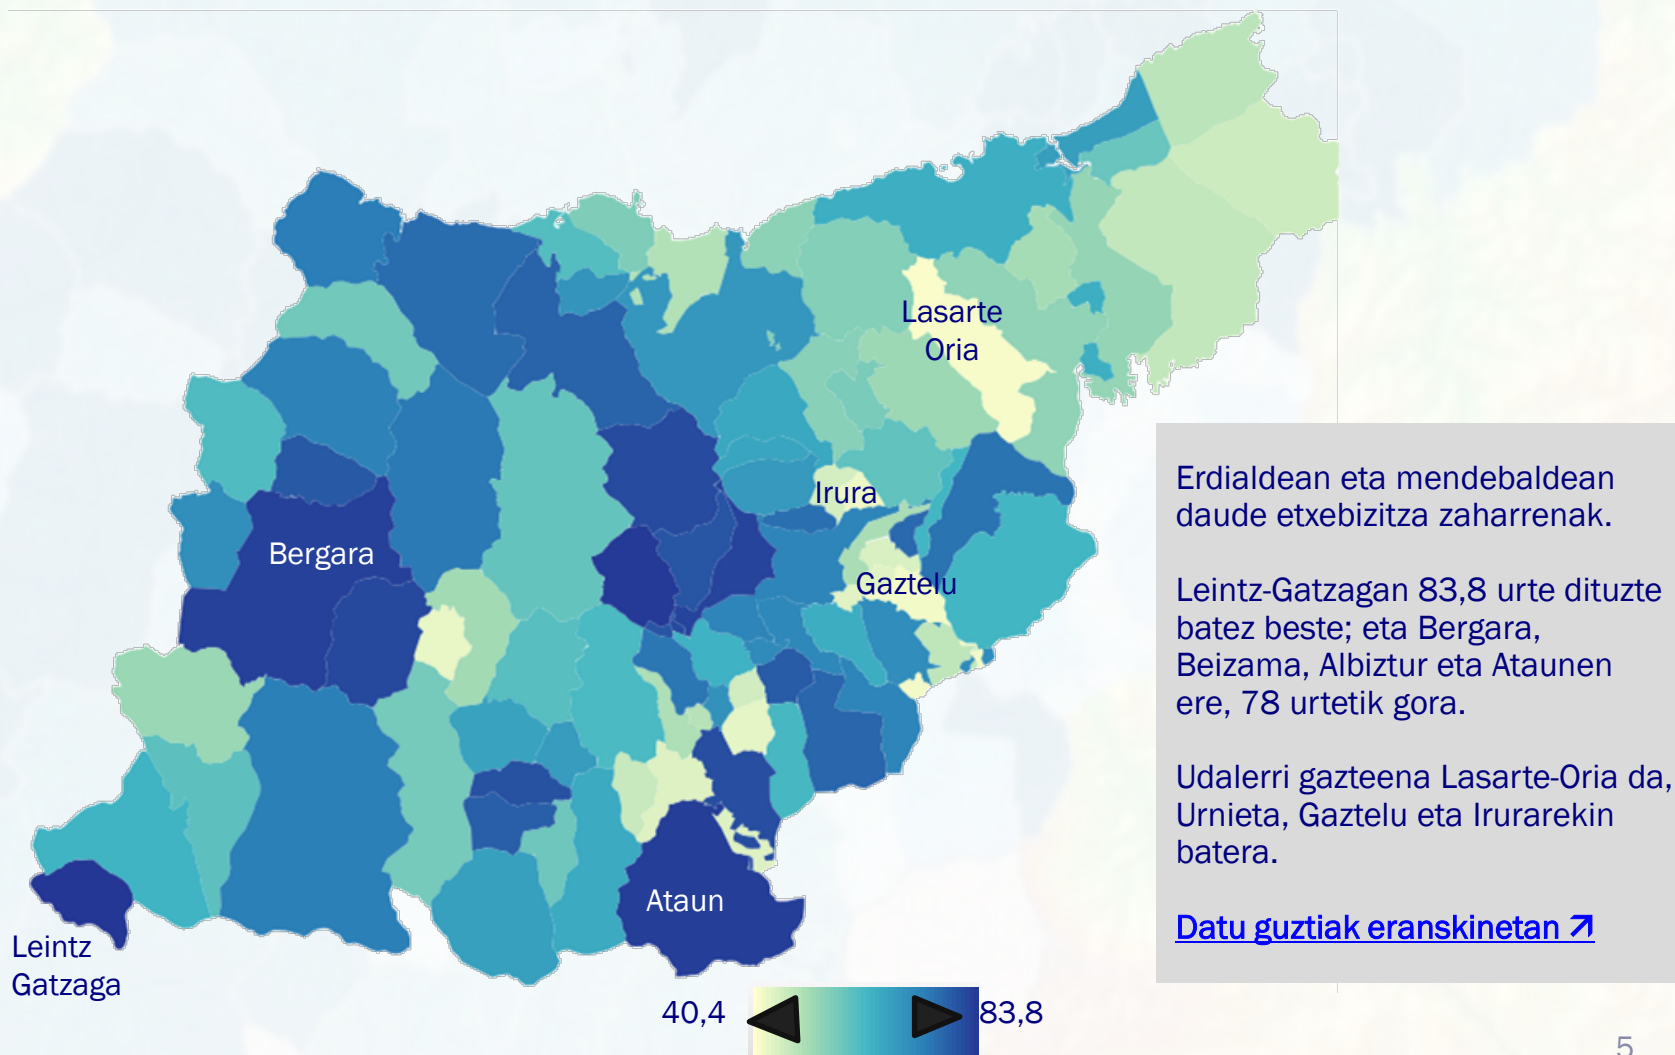 Lasarte
Oria
Irura
Bergara
Gaztelu
Ataun
Leintz
Gatzaga
40,4
83,8
Erdialdean eta mendebaldean
daude etxebizitza zaharrenak.
Leintz-Gatzagan 83,8 urte dituzte
batez beste; eta Bergara,
Beizama, Albiztur eta Ataunen
ere, 78 urtetik gora.
Udalerri gazteena Lasarte-Oria da,
Urnieta, Gaztelu eta Irurarekin
batera.
Datu guztiak eranskinetan ↗
5